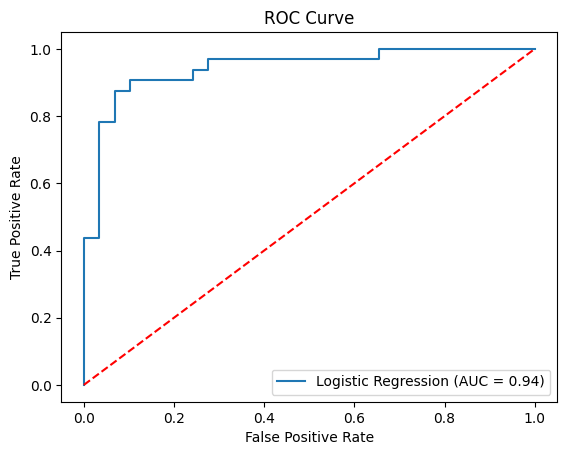 ROC Curve
True Positive Rate
1.0
0.8
0.6
0.4
0.2
0.0
Logistic Regression (AUC = 0.94)
0.0 0.2 0.4 0.6 0.8 1.0
False Positive Rate